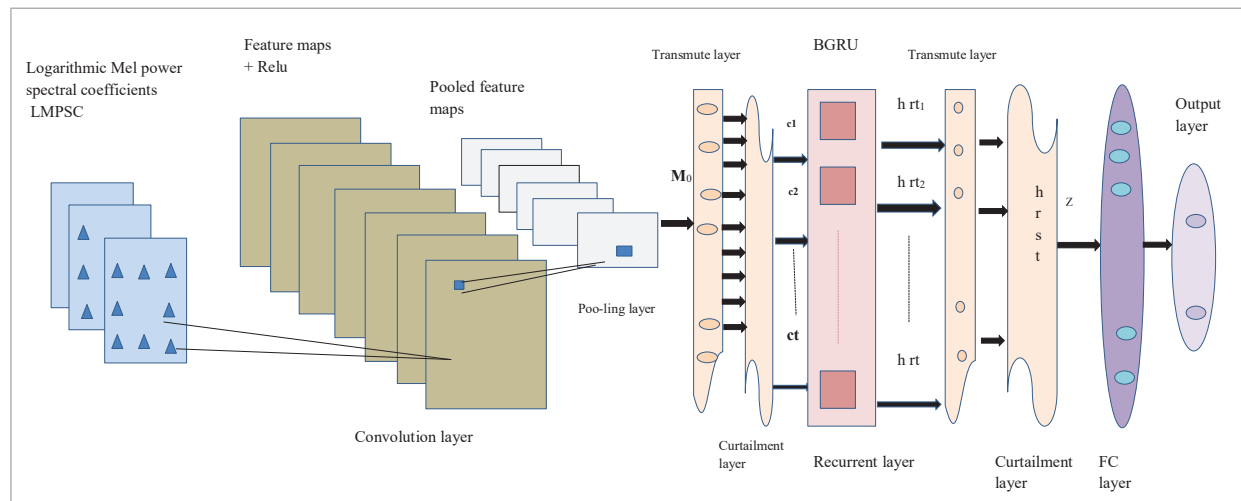 Logarithmic Mel power
spectral coefficients
LMPSC
Feature maps
+ Relu
Pooled feature
maps
Convolution layer
Poo-ling layer
Transmute layer
M₀
Curtailment
layer
c1
c2
ct
BGRU
Recurrent layer
h rt₁
h rt₂
h rt
Transmute layer
h
r
s
t
Curtailment
layer
Z
FC
layer
Output
layer